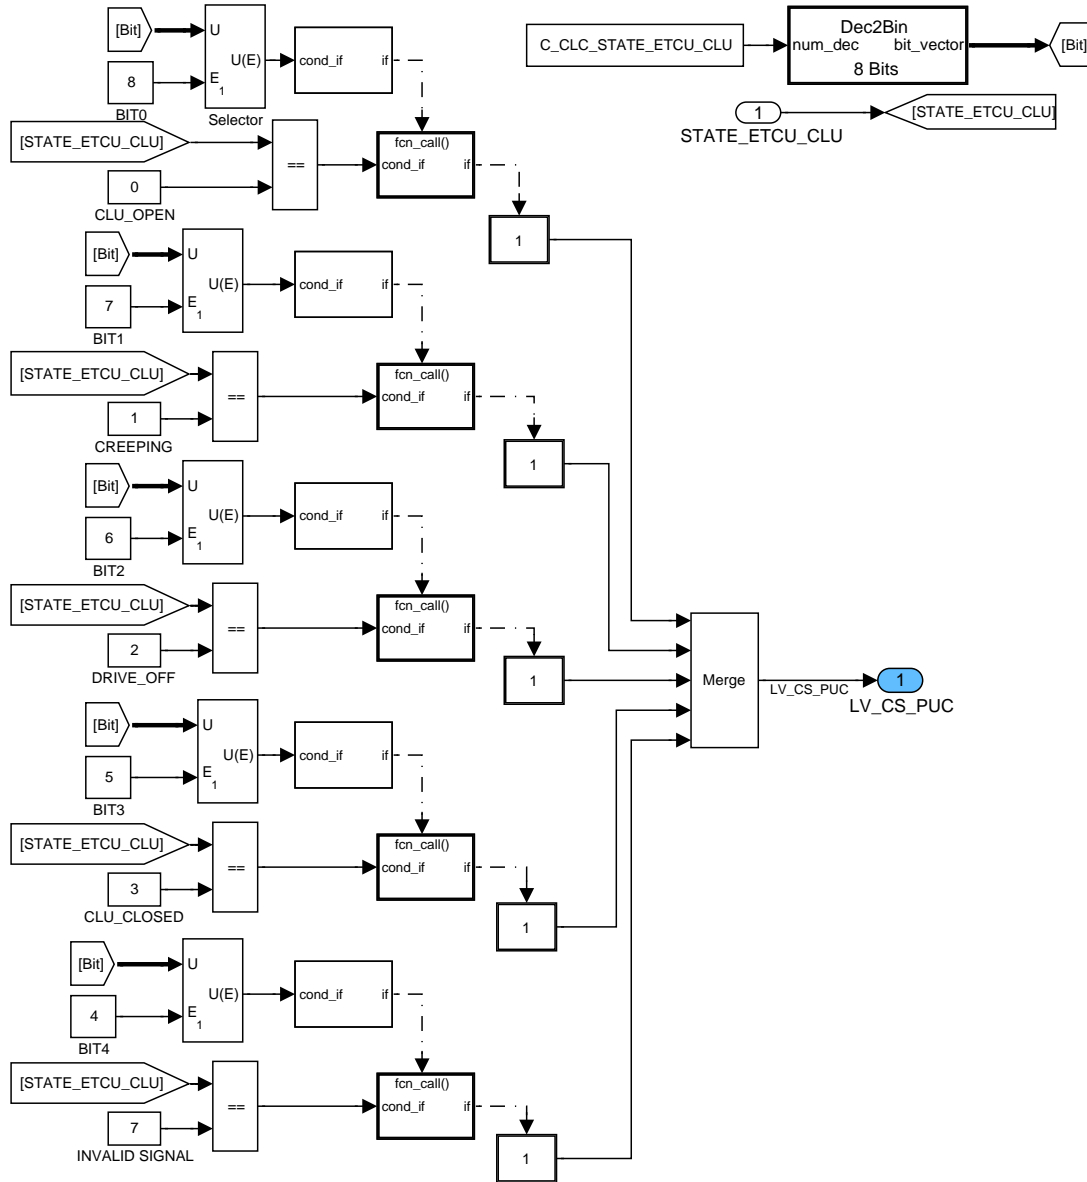 [Bit]
U
U(E)
8
E
1
BIT0
Selector
cond_if
if
[STATE_ETCU_CLU]
==
0
CLU_OPEN
fcn_call()
cond_if
if
1
C_CLC_STATE_ETCU_CLU
Dec2Bin
num_dec
bit_vector
8 Bits
[Bit]
1
STATE_ETCU_CLU
[STATE_ETCU_CLU]
[Bit]
U
U(E)
7
E
1
BIT1
cond_if
if
[STATE_ETCU_CLU]
==
1
CREEPING
fcn_call()
cond_if
if
1
[Bit]
U
U(E)
6
E
1
BIT2
cond_if
if
[STATE_ETCU_CLU]
==
2
DRIVE_OFF
fcn_call()
cond_if
if
1
Merge
LV_CS_PUC
1
LV_CS_PUC
[Bit]
U
U(E)
5
E
1
BIT3
cond_if
if
[STATE_ETCU_CLU]
==
3
CLU_CLOSED
fcn_call()
cond_if
if
1
[Bit]
U
U(E)
4
E
1
BIT4
cond_if
if
[STATE_ETCU_CLU]
==
7
INVALID SIGNAL
fcn_call()
cond_if
if
1